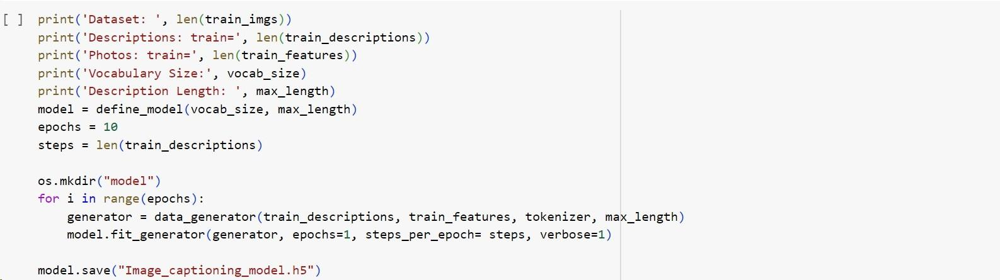 [ ] print('Dataset: ', len(train_imgs))
print('Descriptions: train=', len(train_descriptions))
print('Photos: train=', len(train_features))
print('Vocabulary Size:', vocab_size)
print('Description Length: ', max_length)
model = define_model(vocab_size, max_length)
epochs = 10
steps = len(train_descriptions)
os.mkdir("model")
for i in range(epochs):
    generator = data_generator(train_descriptions, train_features, tokenizer, max_length)
    model.fit_generator(generator, epochs=1, steps_per_epoch= steps, verbose=1)
model.save("Image_captioning_model.h5")